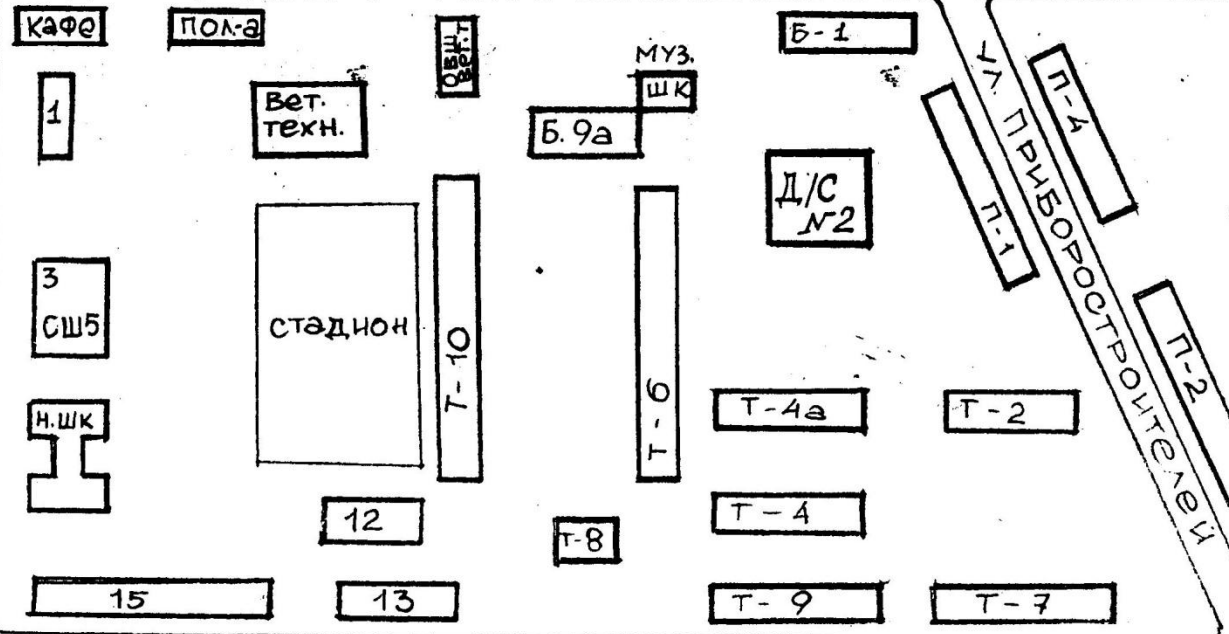 кафе
пол-а
ОБЩ
вет.т
муз.
шк
Б-1
ул. Приборостроителей
П-4
1
Вет.
техн.
Б.9а
П-1
Д/С
№2
3
СШ5
стадион
Т-10
Т-6
П-2
Н.ШК
Т-4а
Т-2
12
Т-4
Т-8
15
13
Т-9
Т-7